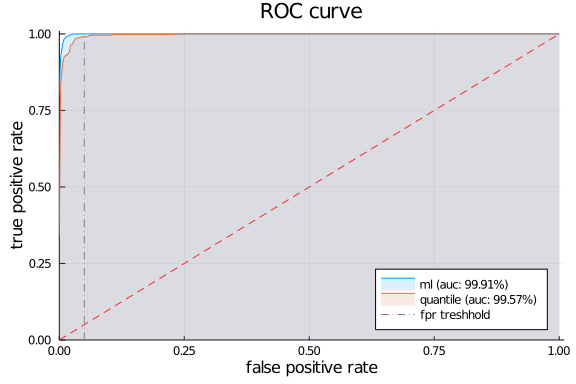 ROC curve
true positive rate
1.00
0.75
0.50
0.25
0.00
0.00
0.25
0.50
0.75
1.00
false positive rate
ml (auc: 99.91%)
quantile (auc: 99.57%)
fpr treshhold